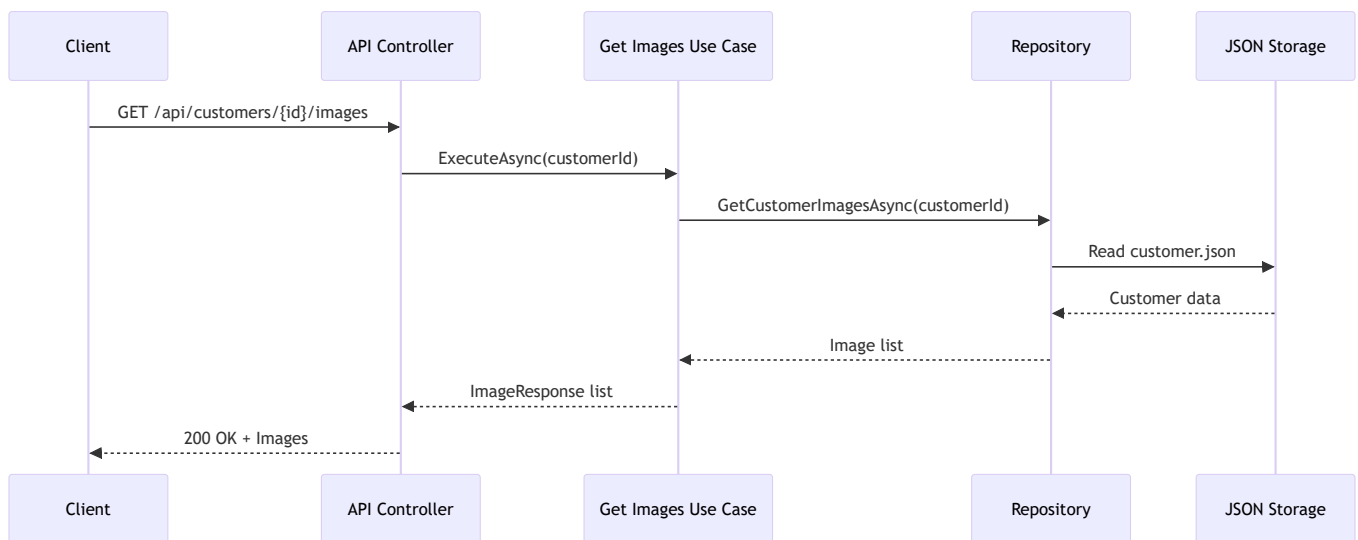 Client
API Controller
Get Images Use Case
Repository
JSON Storage
GET /api/customers/{id}/images
ExecuteAsync(customerId)
GetCustomerImagesAsync(customerId)
Read customer.json
Customer data
Image list
ImageResponse list
200 OK + Images
Client
API Controller
Get Images Use Case
Repository
JSON Storage